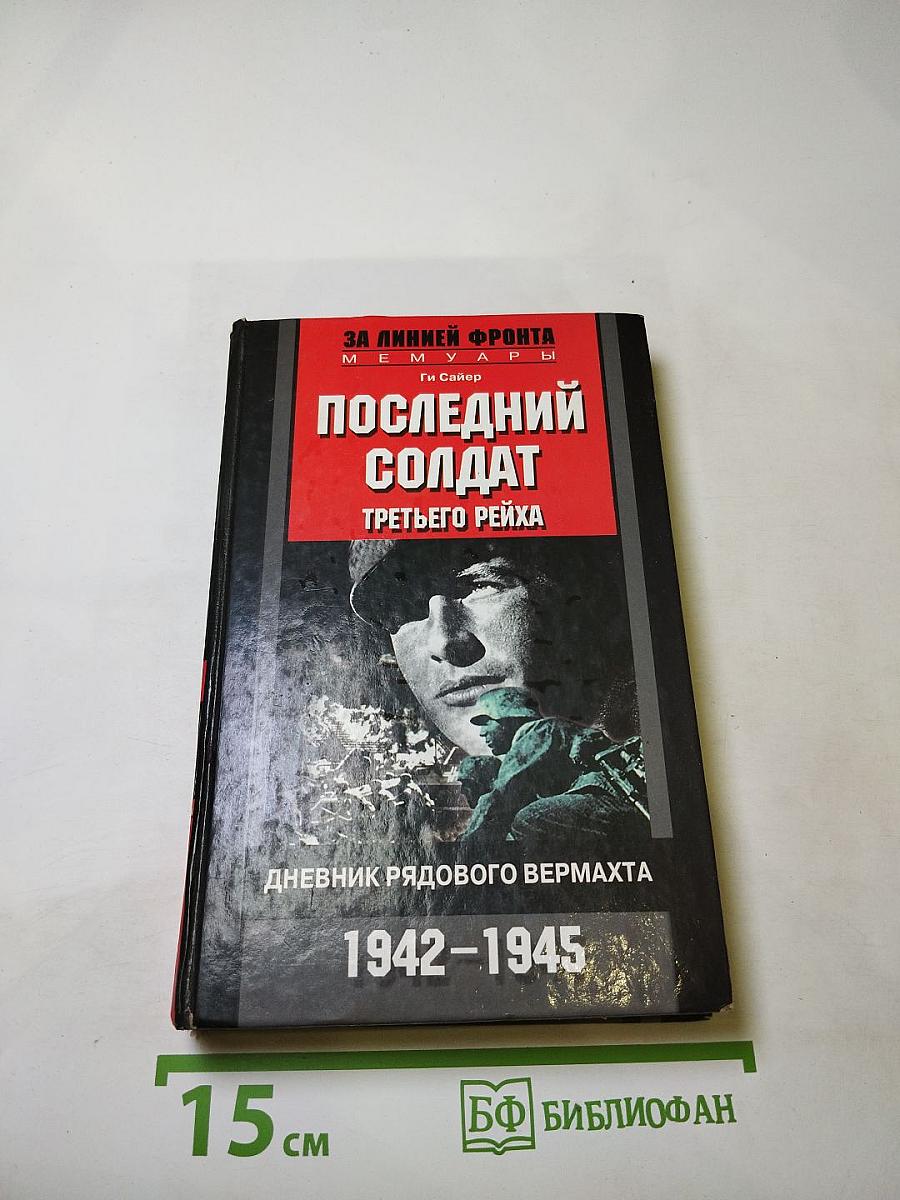 ЗА ЛИНИЕЙ ФРОНТА
МЕМУАРЫ
Ги Сайер
ПОСЛЕДНИЙ
СОЛДАТ
ТРЕТЬЕГО РЕЙХА
ДНЕВНИК РЯДОВОГО ВЕРМАХТА
1942–1945
15 см
БФ БИБЛИОФАН